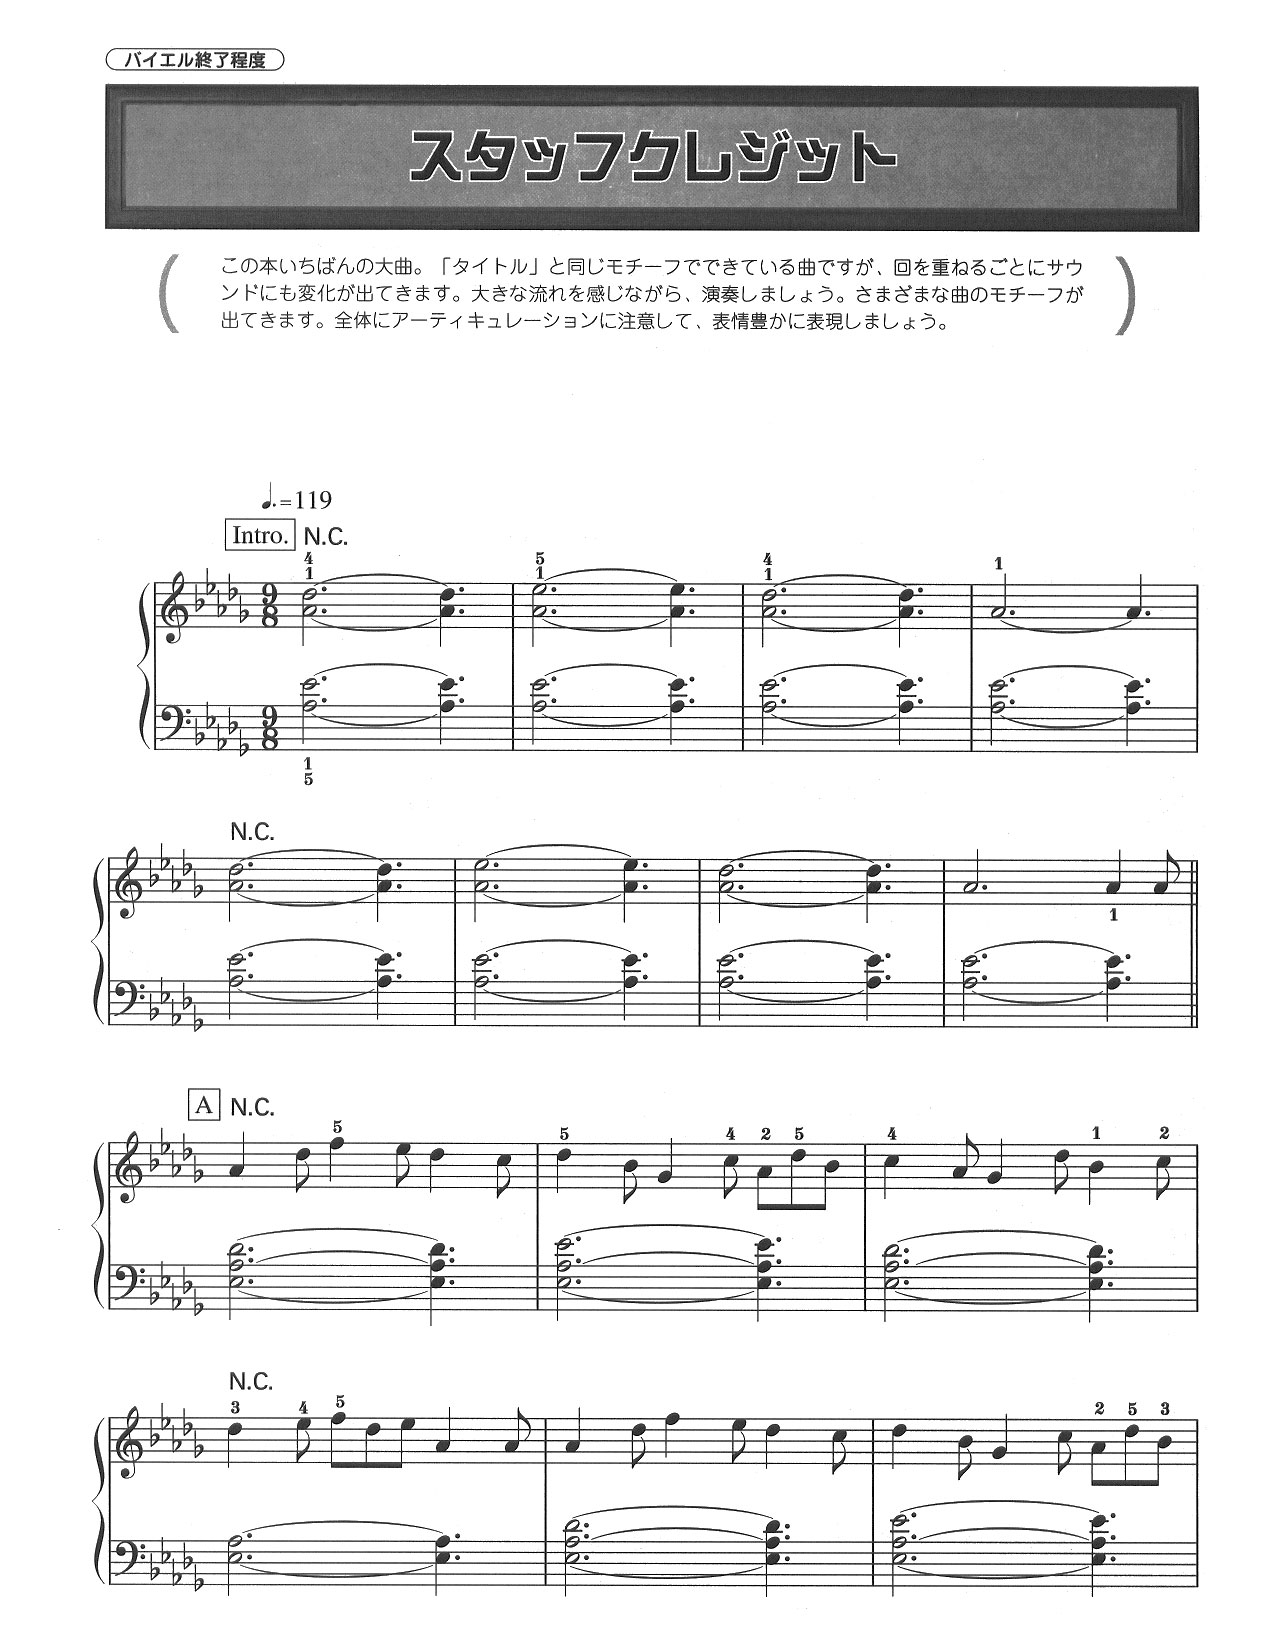 バイエル終了程度
スタッフクレジット
この本いちばんの大曲。「タイトル」と同じモチーフでできている曲ですが、回を重ねるごとにサウ
ンドにも変化が出てきます。大きな流れを感じながら、演奏しましょう。さまざまな曲のモチーフが
出てきます。全体にアーティキュレーションに注意して、表情豊かに表現しましょう。
♩.=119
Intro. N.C.
4 5 4
1 1 1 1
9 8
9 8
1
5
N.C.
1
A N.C.
5 5 4 2 5 4 1 2
N.C.
3 4 5 2 5 3